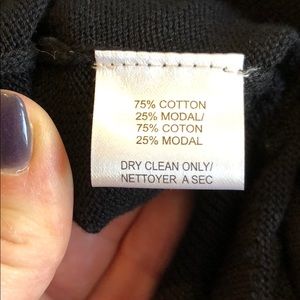 75% COTTON
25% MODAL/
75% COTON
25% MODAL
DRY CLEAN ONLY/
NETTOYER A SEC